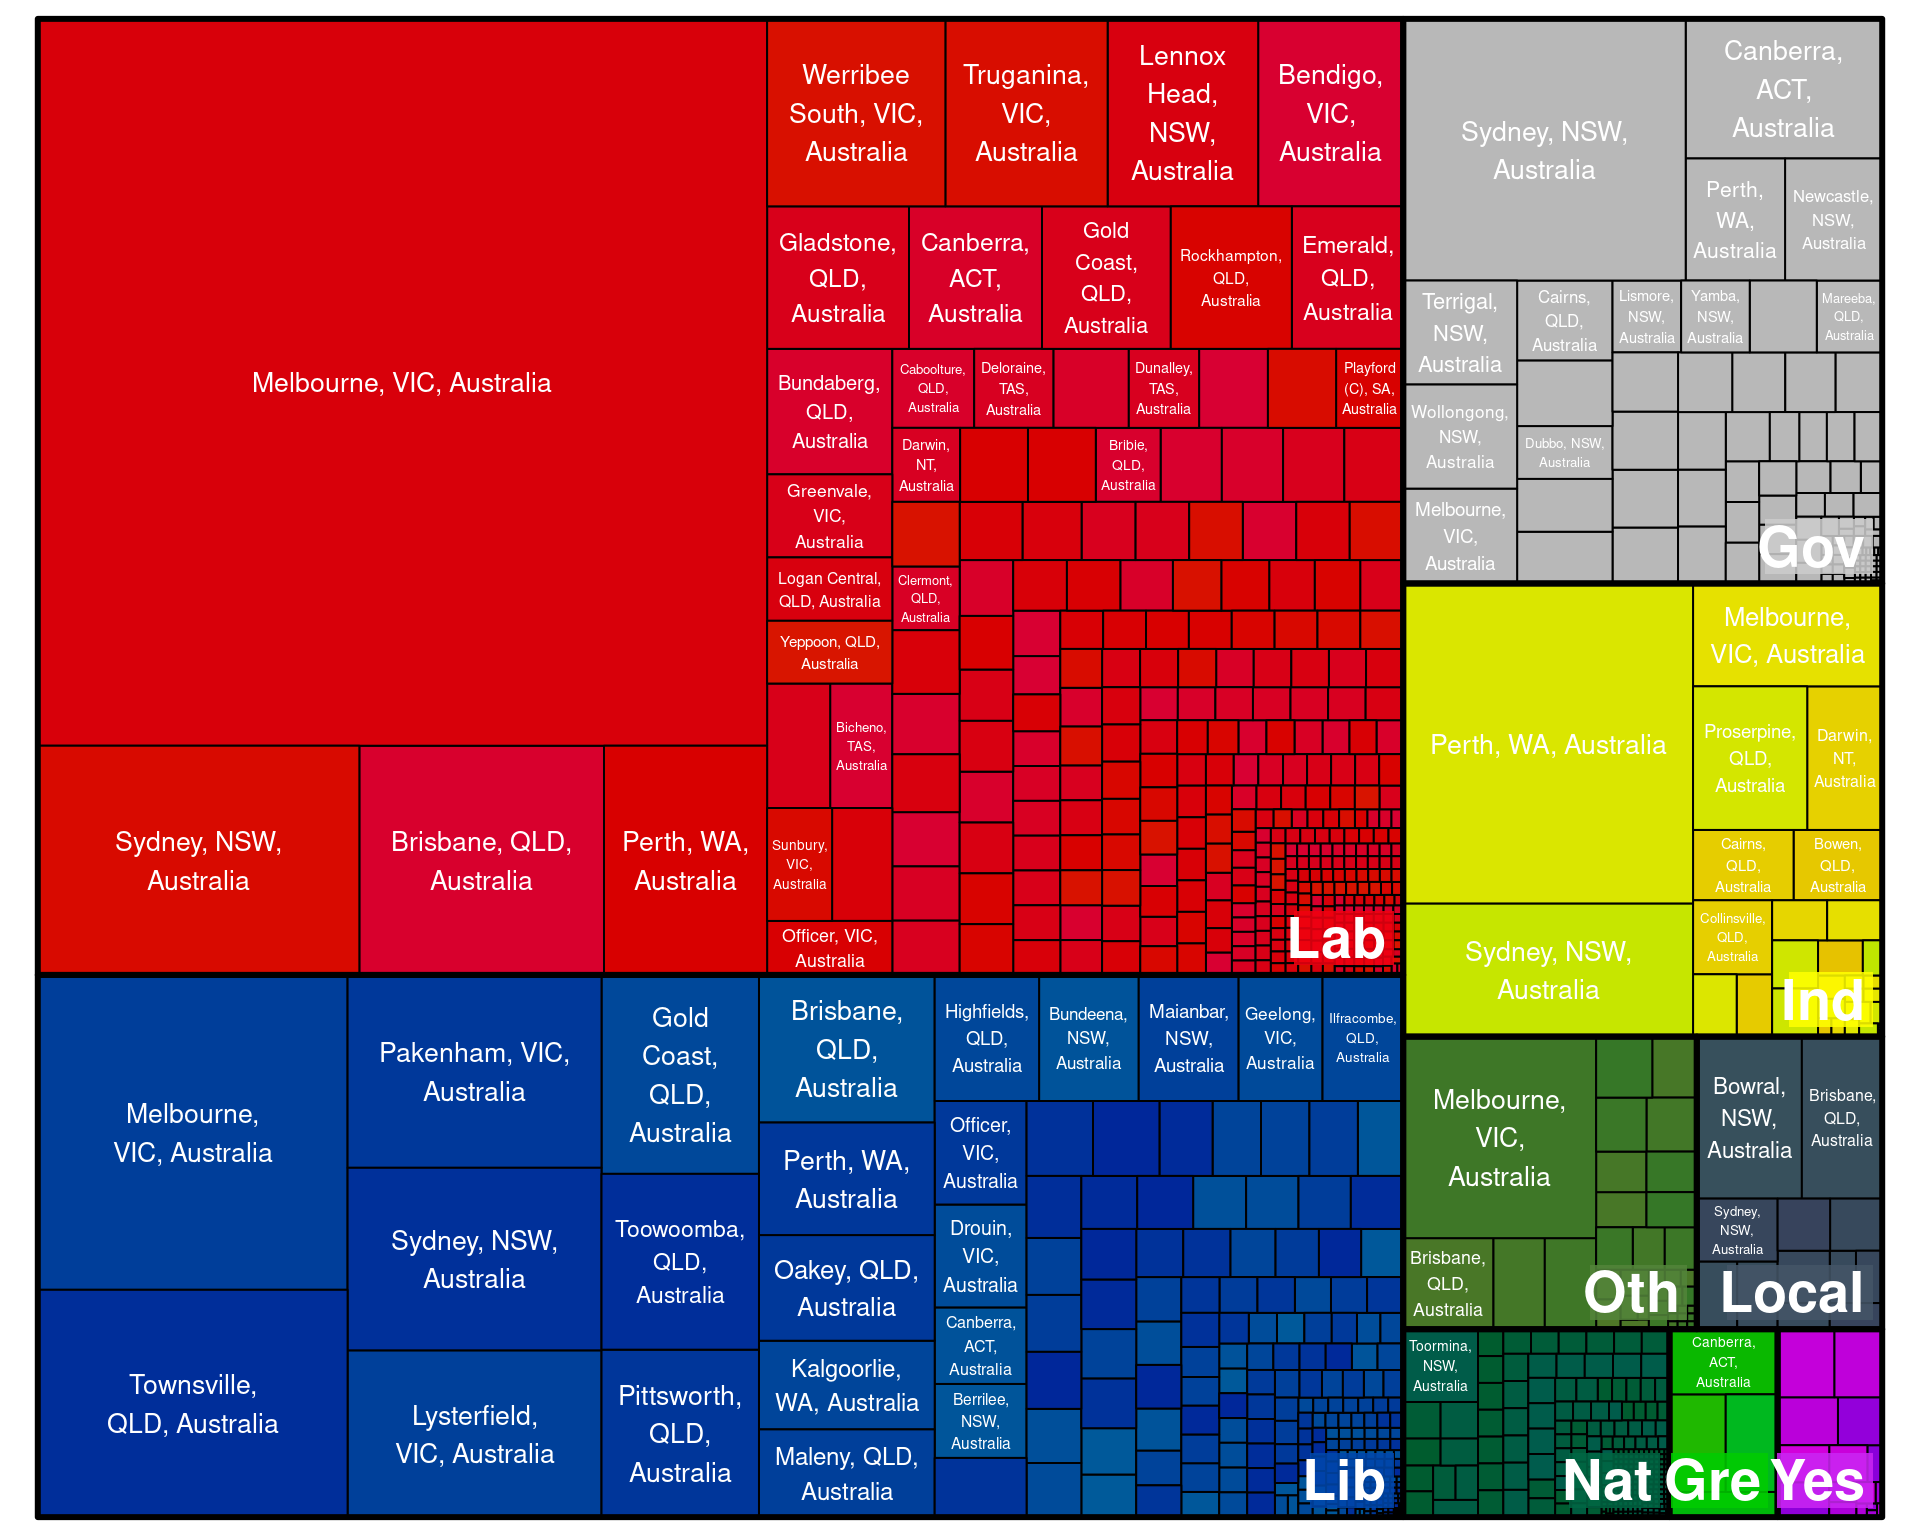 Melbourne, VIC, Australia
Sydney, NSW,
Australia
Brisbane, QLD,
Australia
Perth, WA,
Australia
Werribee
South, VIC,
Australia
Truganina,
VIC,
Australia
Lennox
Head,
NSW,
Australia
Bendigo,
VIC,
Australia
Gladstone,
QLD,
Australia
Canberra,
ACT,
Australia
Gold
Coast,
QLD,
Australia
Rockhampton,
QLD,
Australia
Emerald,
QLD,
Australia
Bundaberg,
QLD,
Australia
Caboolture,
QLD,
Australia
Deloraine,
TAS,
Australia
Dunalley,
TAS,
Australia
Playford
(C), SA,
Australia
Darwin,
NT,
Australia
Bribie,
QLD,
Australia
Greenvale,
VIC,
Australia
Logan Central,
QLD, Australia
Clermont,
QLD,
Australia
Yeppoon, QLD,
Australia
Bicheno,
TAS,
Australia
Sunbury,
VIC,
Australia
Officer, VIC,
Australia
Lab
Melbourne,
VIC, Australia
Townsville,
QLD, Australia
Pakenham, VIC,
Australia
Sydney, NSW,
Australia
Lysterfield,
VIC, Australia
Gold
Coast,
QLD,
Australia
Toowoomba,
QLD,
Australia
Pittsworth,
QLD,
Australia
Brisbane,
QLD,
Australia
Perth, WA,
Australia
Oakey, QLD,
Australia
Kalgoorlie,
WA, Australia
Maleny, QLD,
Australia
Highfields,
QLD,
Australia
Bundeena,
NSW,
Australia
Maianbar,
NSW,
Australia
Geelong,
VIC,
Australia
Ilfracombe,
QLD,
Australia
Officer,
VIC,
Australia
Drouin,
VIC,
Australia
Canberra,
ACT,
Australia
Berrilee,
NSW,
Australia
Lib
Sydney, NSW,
Australia
Canberra,
ACT,
Australia
Perth,
WA,
Australia
Newcastle,
NSW,
Australia
Terrigal,
NSW,
Australia
Cairns,
QLD,
Australia
Lismore,
NSW,
Australia
Yamba,
NSW,
Australia
Mareeba,
QLD,
Australia
Wollongong,
NSW,
Australia
Dubbo, NSW,
Australia
Melbourne,
VIC,
Australia
Gov
Perth, WA, Australia
Sydney, NSW,
Australia
Melbourne,
VIC, Australia
Proserpine,
QLD,
Australia
Darwin,
NT,
Australia
Cairns,
QLD,
Australia
Bowen,
QLD,
Australia
Collinsville,
QLD,
Australia
Ind
Melbourne,
VIC,
Australia
Brisbane,
QLD,
Australia
Oth
Bowral,
NSW,
Australia
Brisbane,
QLD,
Australia
Sydney,
NSW,
Australia
Local
Toormina,
NSW,
Australia
Nat
Canberra,
ACT,
Australia
Gre
Yes